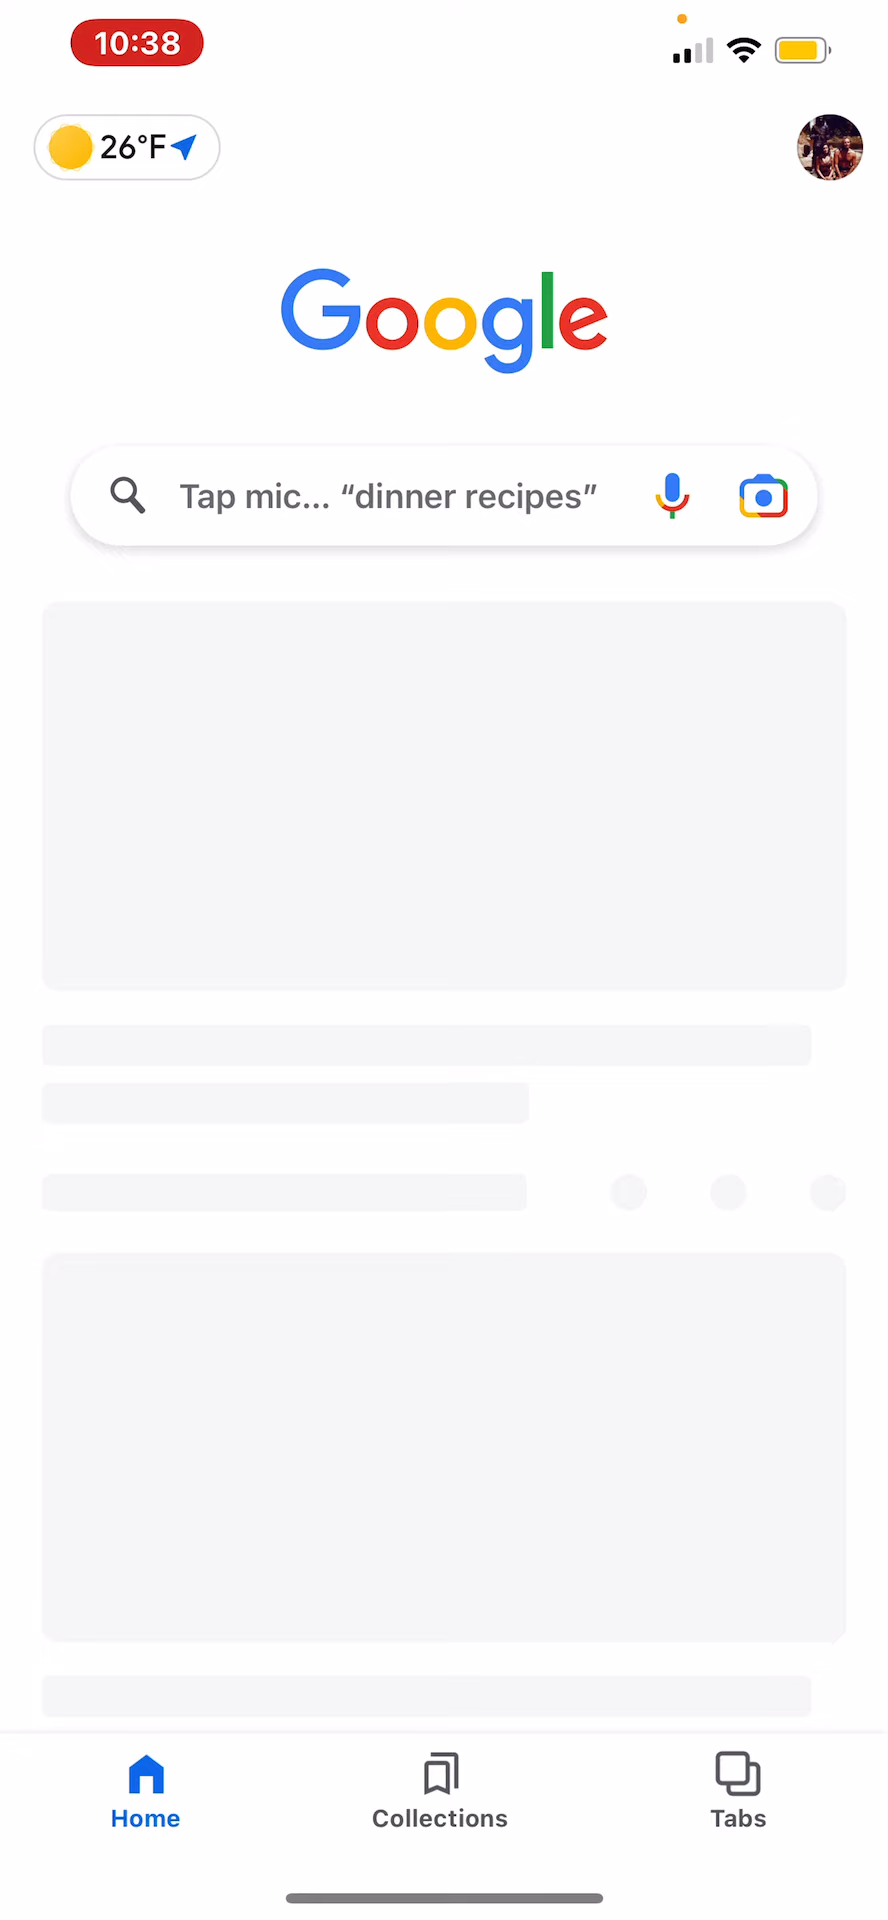 10:38
26°F
Google
Tap mic... “dinner recipes”
Home
Collections
Tabs